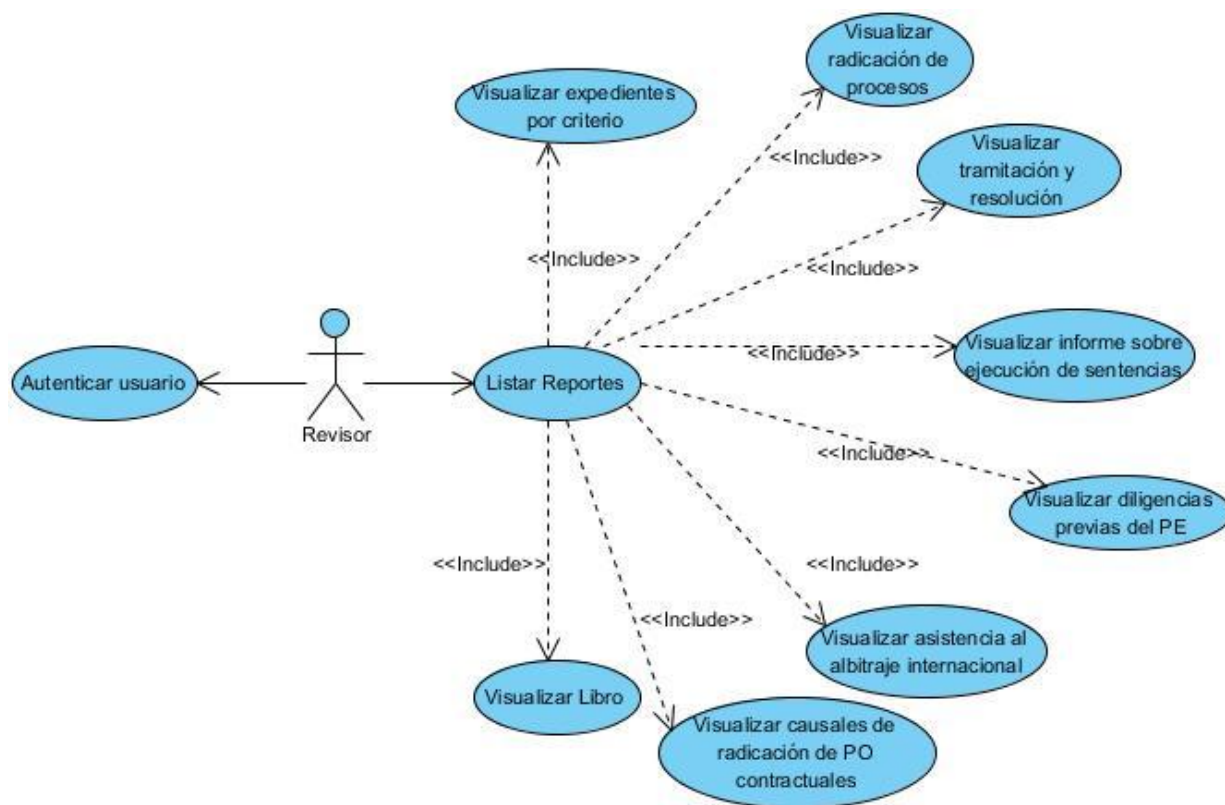 Visualizar
radicación de
procesos
Visualizar expedientes
por criterio
<<Include>>
Visualizar
tramitación y
resolución
<<Include>>
<<Include>>
Visualizar informe sobre
ejecución de sentencias
<<Include>>
Autenticar usuario
Listar Reportes
Revisor
<<Include>>
Visualizar diligencias
previas del PE
<<Include>>
<<Include>>
<<Include>>
Visualizar asistencia al
albitraje internacional
Visualizar Libro
Visualizar causales de
radicación de PO
contractuales